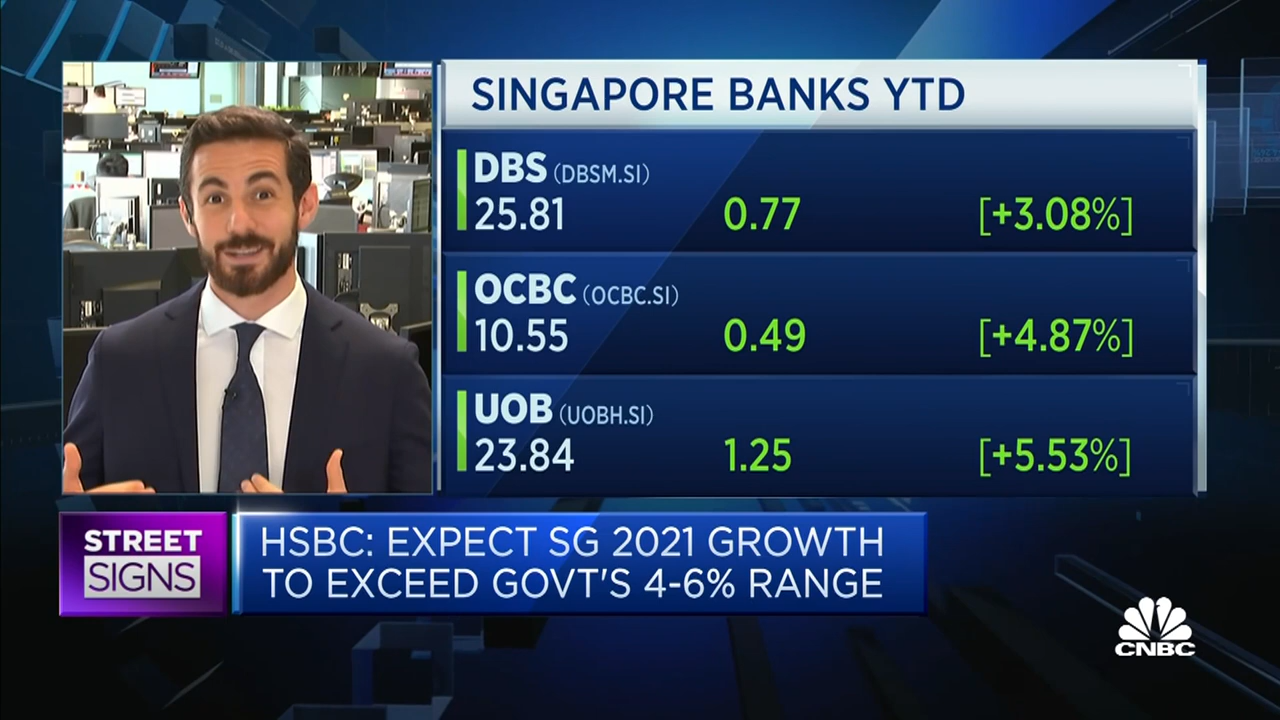 SINGAPORE BANKS YTD
DBS (DBSM.SI)
25.81 0.77 [+3.08%]
OCBC (OCBC.SI)
10.55 0.49 [+4.87%]
UOB (UOBH.SI)
23.84 1.25 [+5.53%]
STREET
SIGNS
HSBC: EXPECT SG 2021 GROWTH
TO EXCEED GOVT'S 4-6% RANGE
CNBC